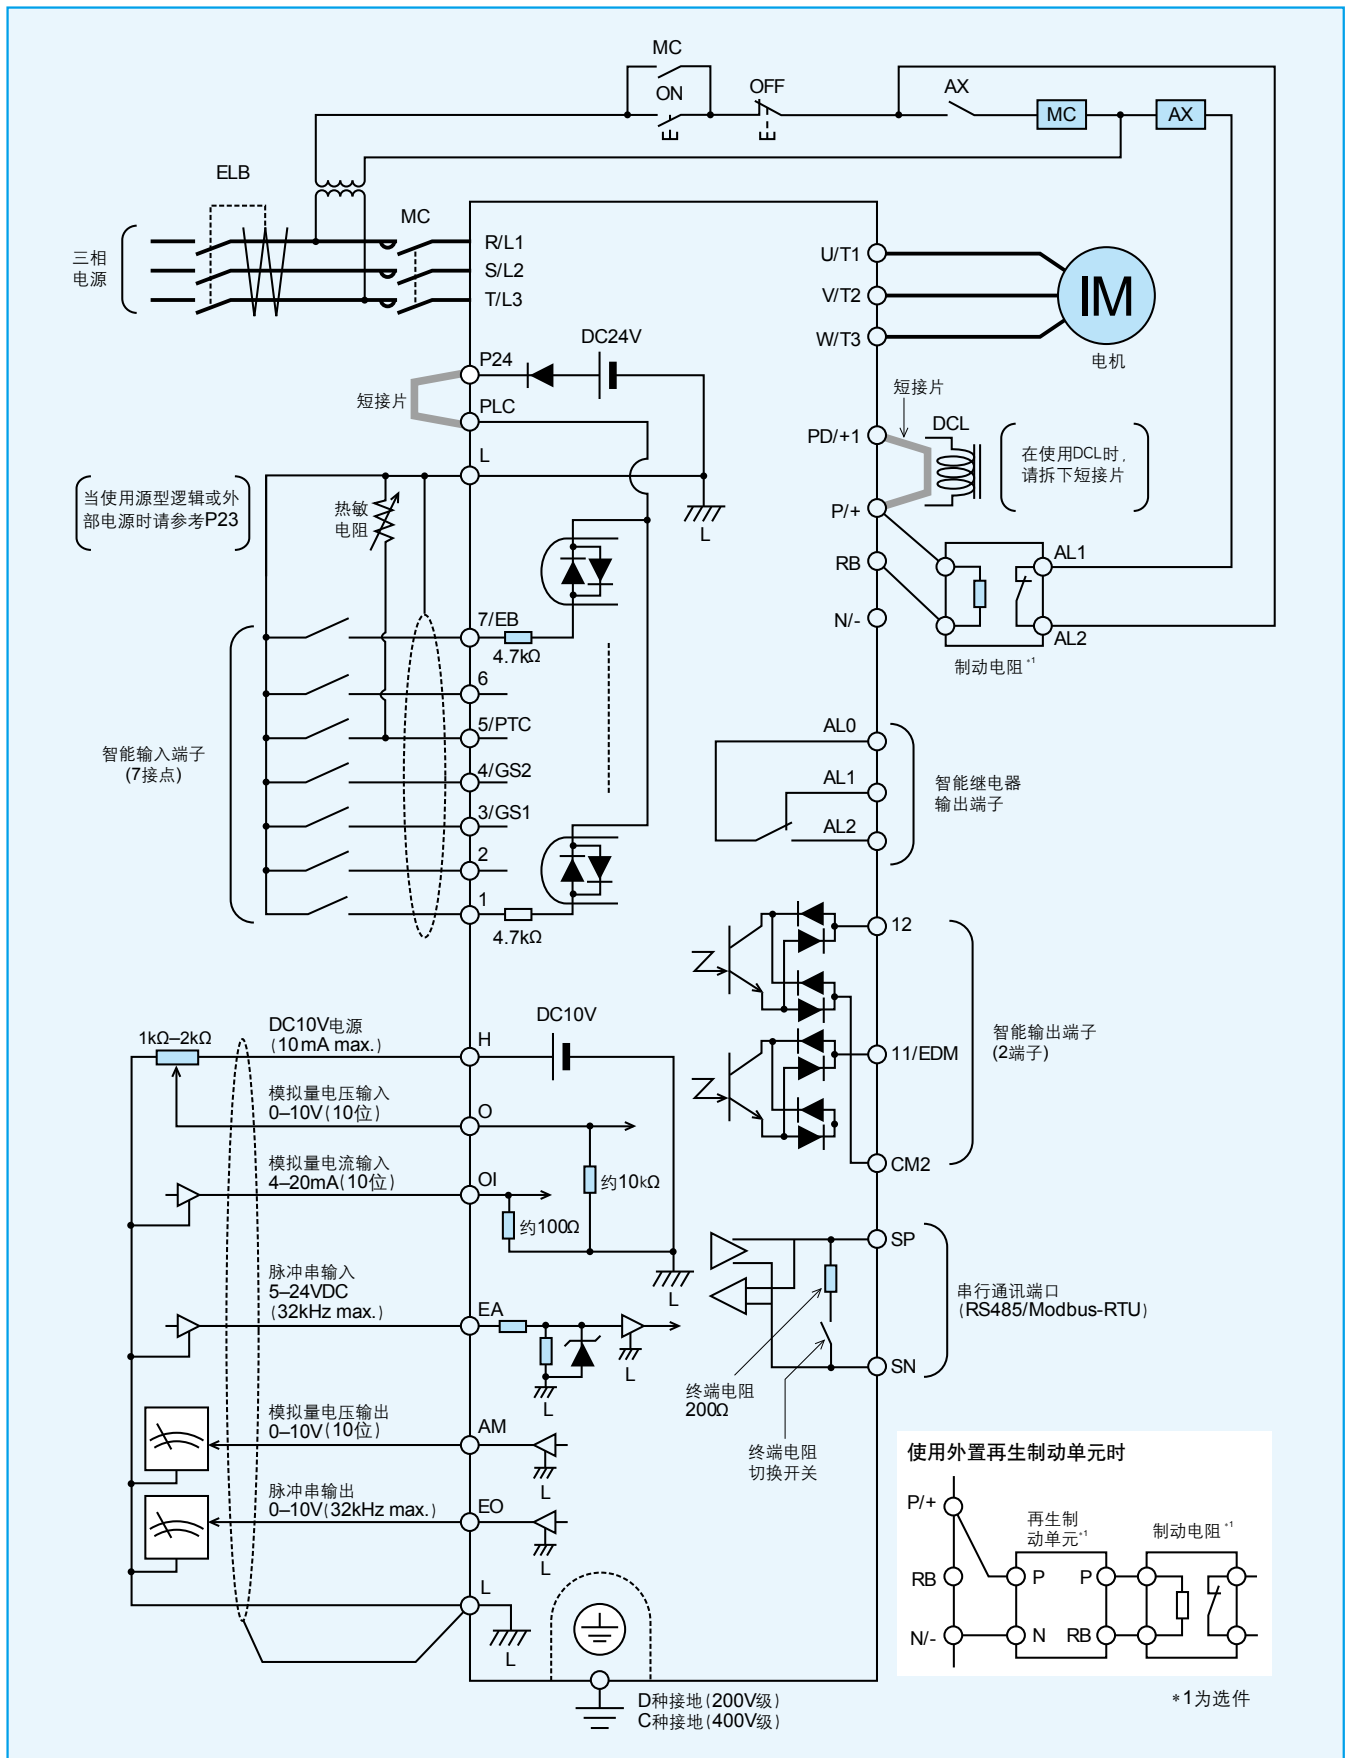 MC
ON
OFF
AX
MC
AX
ELB
MC
三相
电源
R/L1
S/L2
T/L3
U/T1
V/T2
W/T3
IM
电机
P24
DC24V
短接片
PLC
L
当使用源型逻辑或外
部电源时请参考P23
热敏
电阻
L
短接片
PD/+1
DCL
在使用DCL时,
请拆下短接片
P/+
RB
N/-
AL1
AL2
制动电阻 *1
7/EB
4.7kΩ
6
5/PTC
4/GS2
3/GS1
2
1
4.7kΩ
智能输入端子
(7接点)
AL0
AL1
AL2
智能继电器
输出端子
12
11/EDM
CM2
智能输出端子
(2端子)
1kΩ–2kΩ
DC10V电源
(10mA max.)
H
DC10V
模拟量电压输入
0–10V(10位)
O
约10kΩ
模拟量电流输入
4–20mA(10位)
OI
约100Ω
L
脉冲串输入
5–24VDC
(32kHz max.)
EA
L
L
SP
SN
串行通讯端口
(RS485/Modbus-RTU)
终端电阻
200Ω
终端电阻
切换开关
模拟量电压输出
0–10V(10位)
AM
L
脉冲串输出
0–10V(32kHz max.)
EO
L
L
L
D种接地(200V级)
C种接地(400V级)
使用外置再生制动单元时
P/+
RB
N/-
再生制
动单元*1
制动电阻 *1
P
P
N
RB
*1为选件